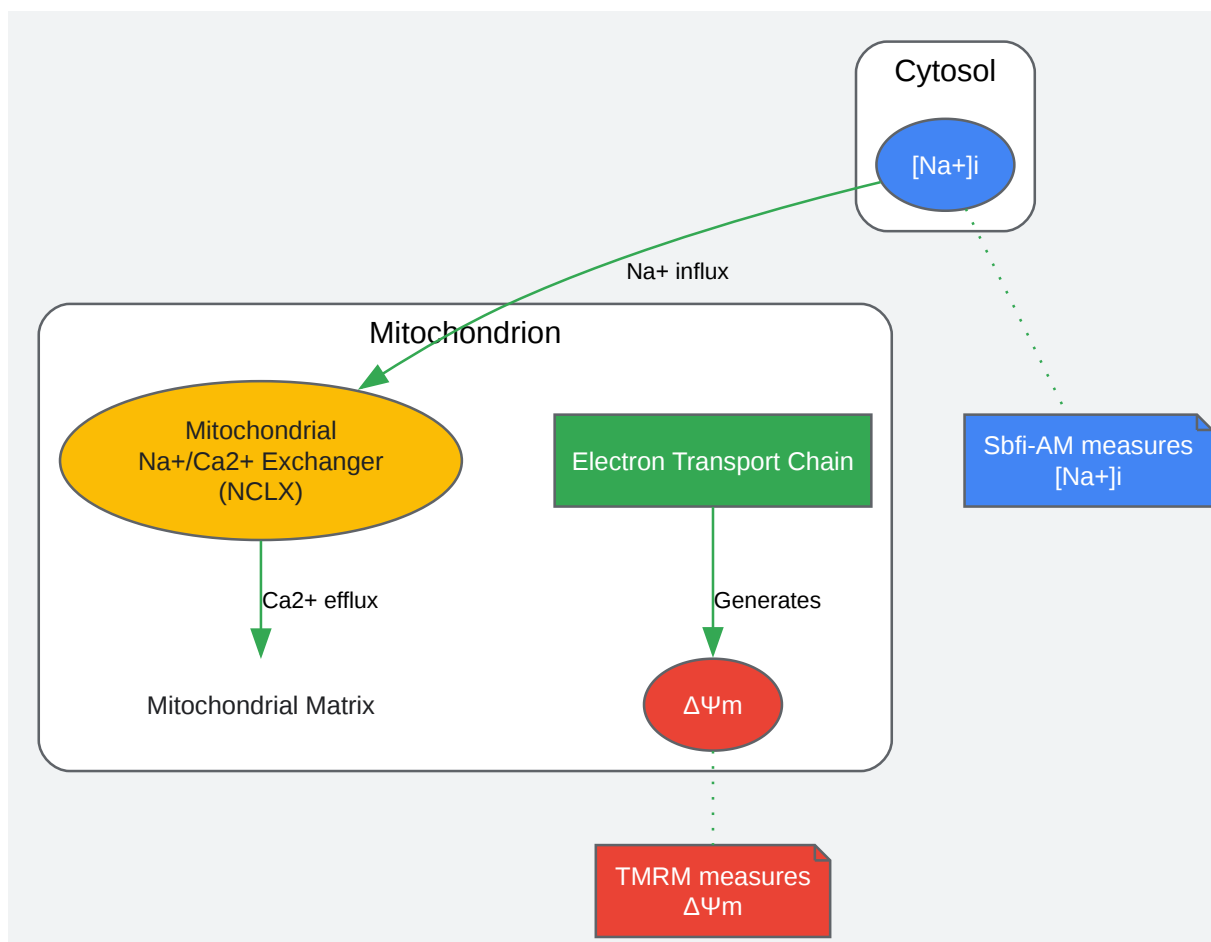 Cytosol
[Na+]i
Na+ influx
Mitochondrion
Mitochondrial
Na+/Ca2+ Exchanger
(NCLX)
Electron Transport Chain
Sbfi-AM measures
[Na+]i
Ca2+ efflux
Generates
Mitochondrial Matrix
ΔΨm
TMRM measures
ΔΨm